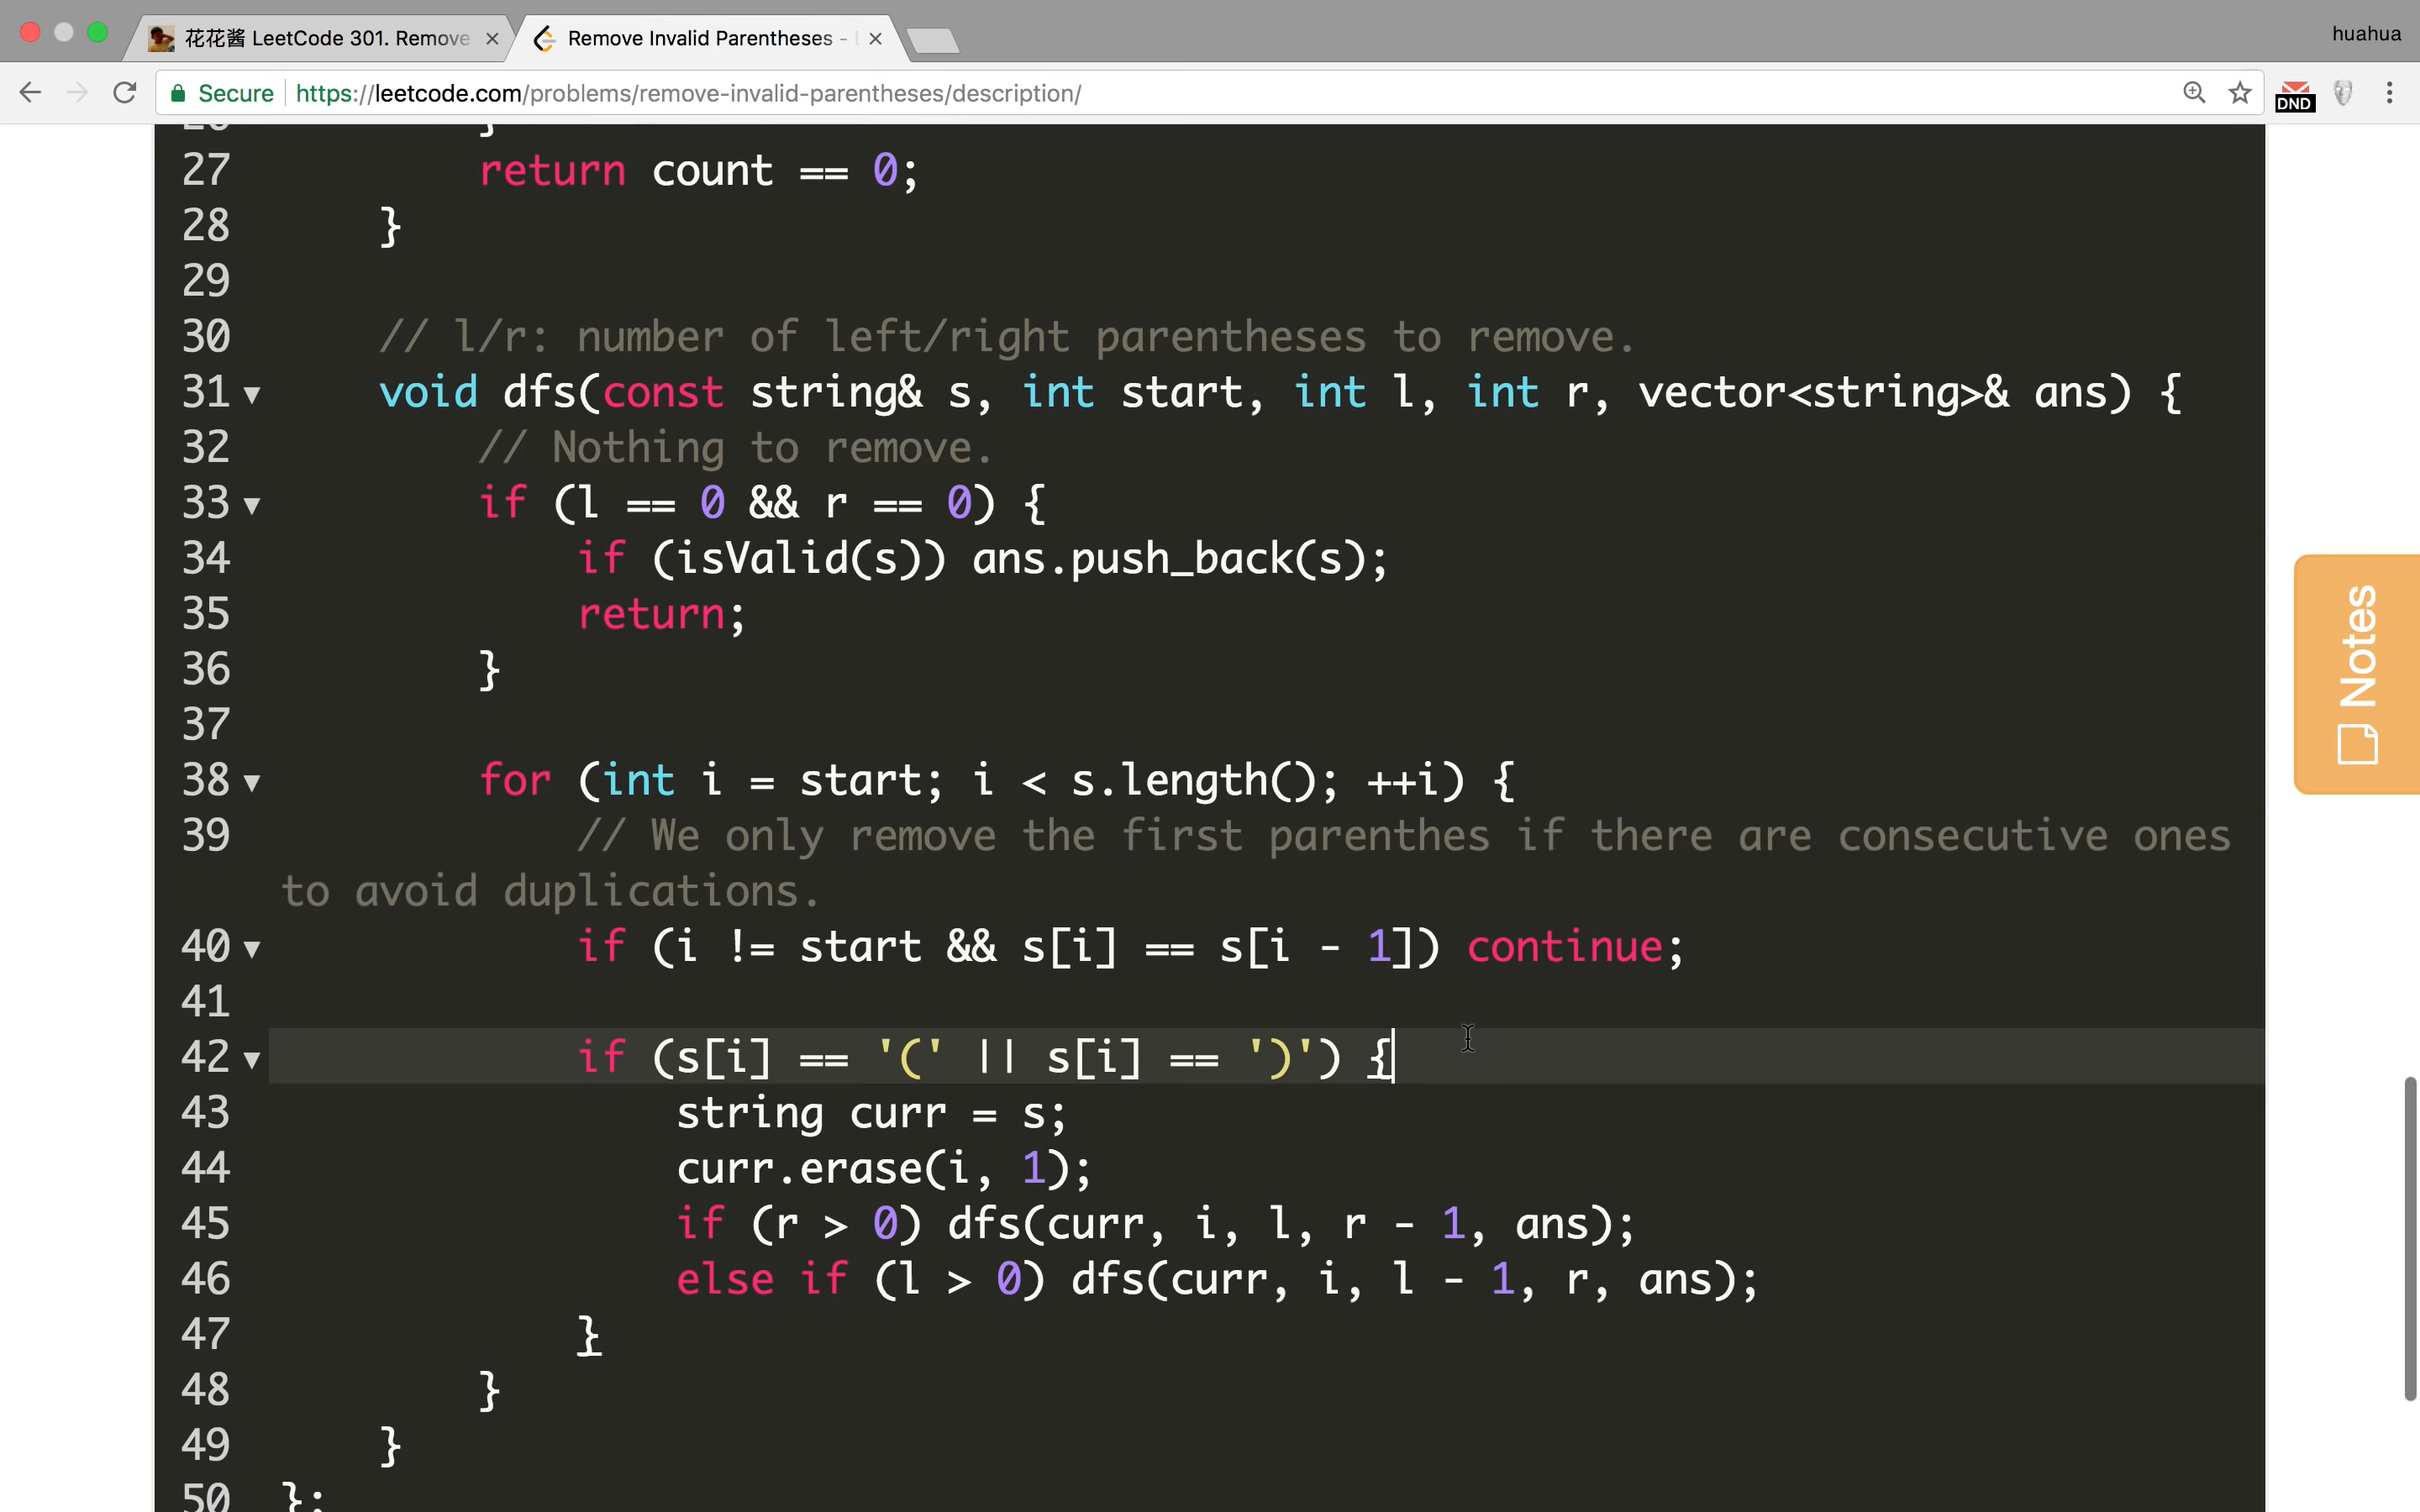 花花酱 LeetCode 301. Remove
Remove Invalid Parentheses -
huahua
Secure https://leetcode.com/problems/remove-invalid-parentheses/description/
DND
}
27 return count == 0;
28 }
29
30 // l/r: number of left/right parentheses to remove.
31 void dfs(const string& s, int start, int l, int r, vector<string>& ans) {
32 // Nothing to remove.
33 if (l == 0 && r == 0) {
34 if (isValid(s)) ans.push_back(s);
35 return;
36 }
37
38 for (int i = start; i < s.length(); ++i) {
39 // We only remove the first parenthes if there are consecutive ones
to avoid duplications.
40 if (i != start && s[i] == s[i - 1]) continue;
41
42 if (s[i] == '(' || s[i] == ')') {
43 string curr = s;
44 curr.erase(i, 1);
45 if (r > 0) dfs(curr, i, l, r - 1, ans);
46 else if (l > 0) dfs(curr, i, l - 1, r, ans);
47 }
48 }
49 }
50 };
Notes